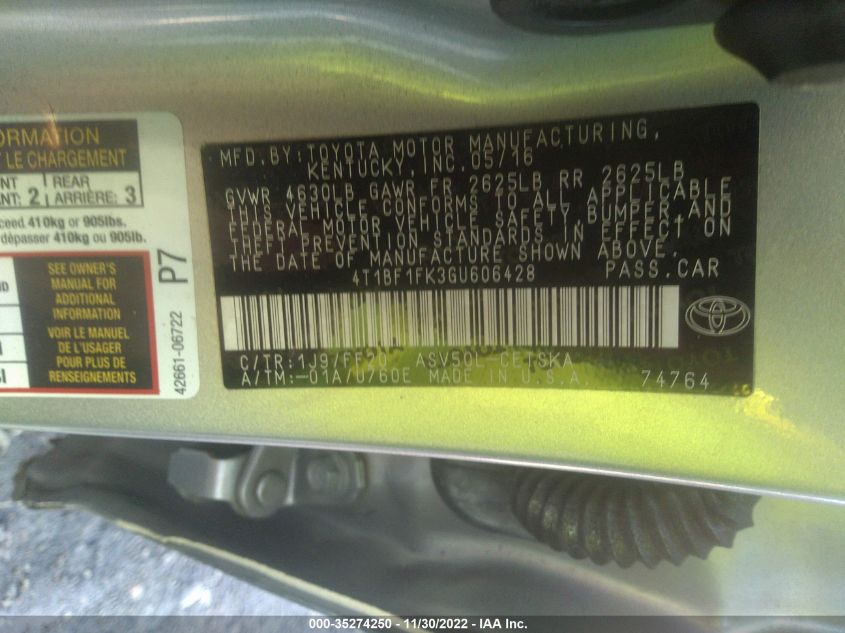 ORMATION
LE CHARGEMENT
NT 2 REAR
ARRIÈRE: 3
ceed 410kg or 905lbs.
dépasser 410kg ou 905lb.
SEE OWNER'S
MANUAL FOR
ADDITIONAL
INFORMATION
VOIR LE MANUEL
DE L'USAGER
POUR PLUS DE
RENSEIGNEMENTS
P7
42661-06722
MFD.BY:TOYOTA MOTOR MANUFACTURING,
KENTUCKY, INC.05/16
GVWR 4630LB GAWR FR 2625LB RR 2625LB
THIS VEHICLE CONFORMS TO ALL APPLICABLE
FEDERAL MOTOR VEHICLE SAFETY, BUMPER, AND
THEFT PREVENTION STANDARDS IN EFFECT ON
THE DATE OF MANUFACTURE SHOWN ABOVE.
4T1BF1FK3GU606428 PASS.CAR
C/TR:1J9/FF20 ASV50L-CETSKA
A/TM:-01A/U760E MADE IN U.S.A. 74764
000-35274250 - 11/30/2022 - IAA Inc.